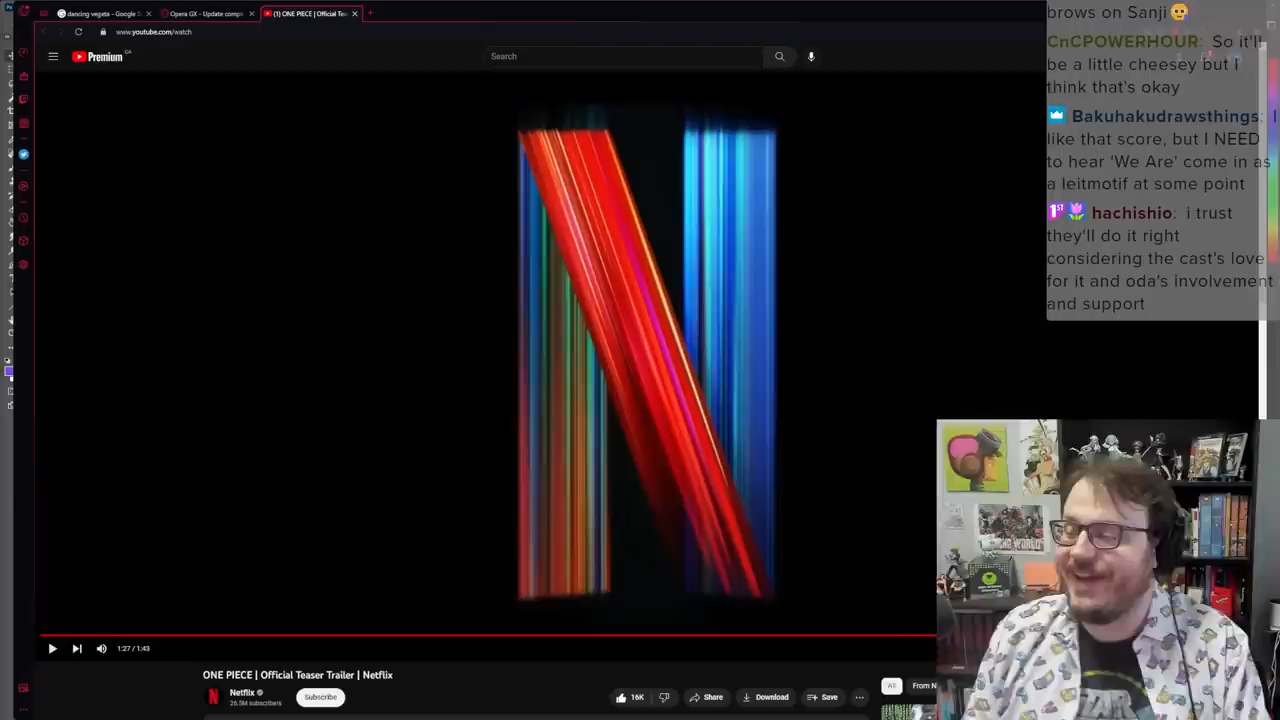 dancing vegeta - Google S
Opera GX - Update comp
(1) ONE PIECE | Official Tea
www.youtube.com/watch
Premium CA
Search
1:27 / 1:43
ONE PIECE | Official Teaser Trailer | Netflix
Netflix
26.5M subscribers
Subscribe
16K
Share
Download
Save
All
From N
brows on Sanji
CnCPOWERHOUR: So it'll
be a little cheesey but i
think that's okay
Bakuhakudrawsthings: I
like that score, but I NEED
to hear 'We Are' come in as
a leitmotif at some point
hachishio: i trust
they'll do it right
considering the cast's love
for it and oda's involvement
and support